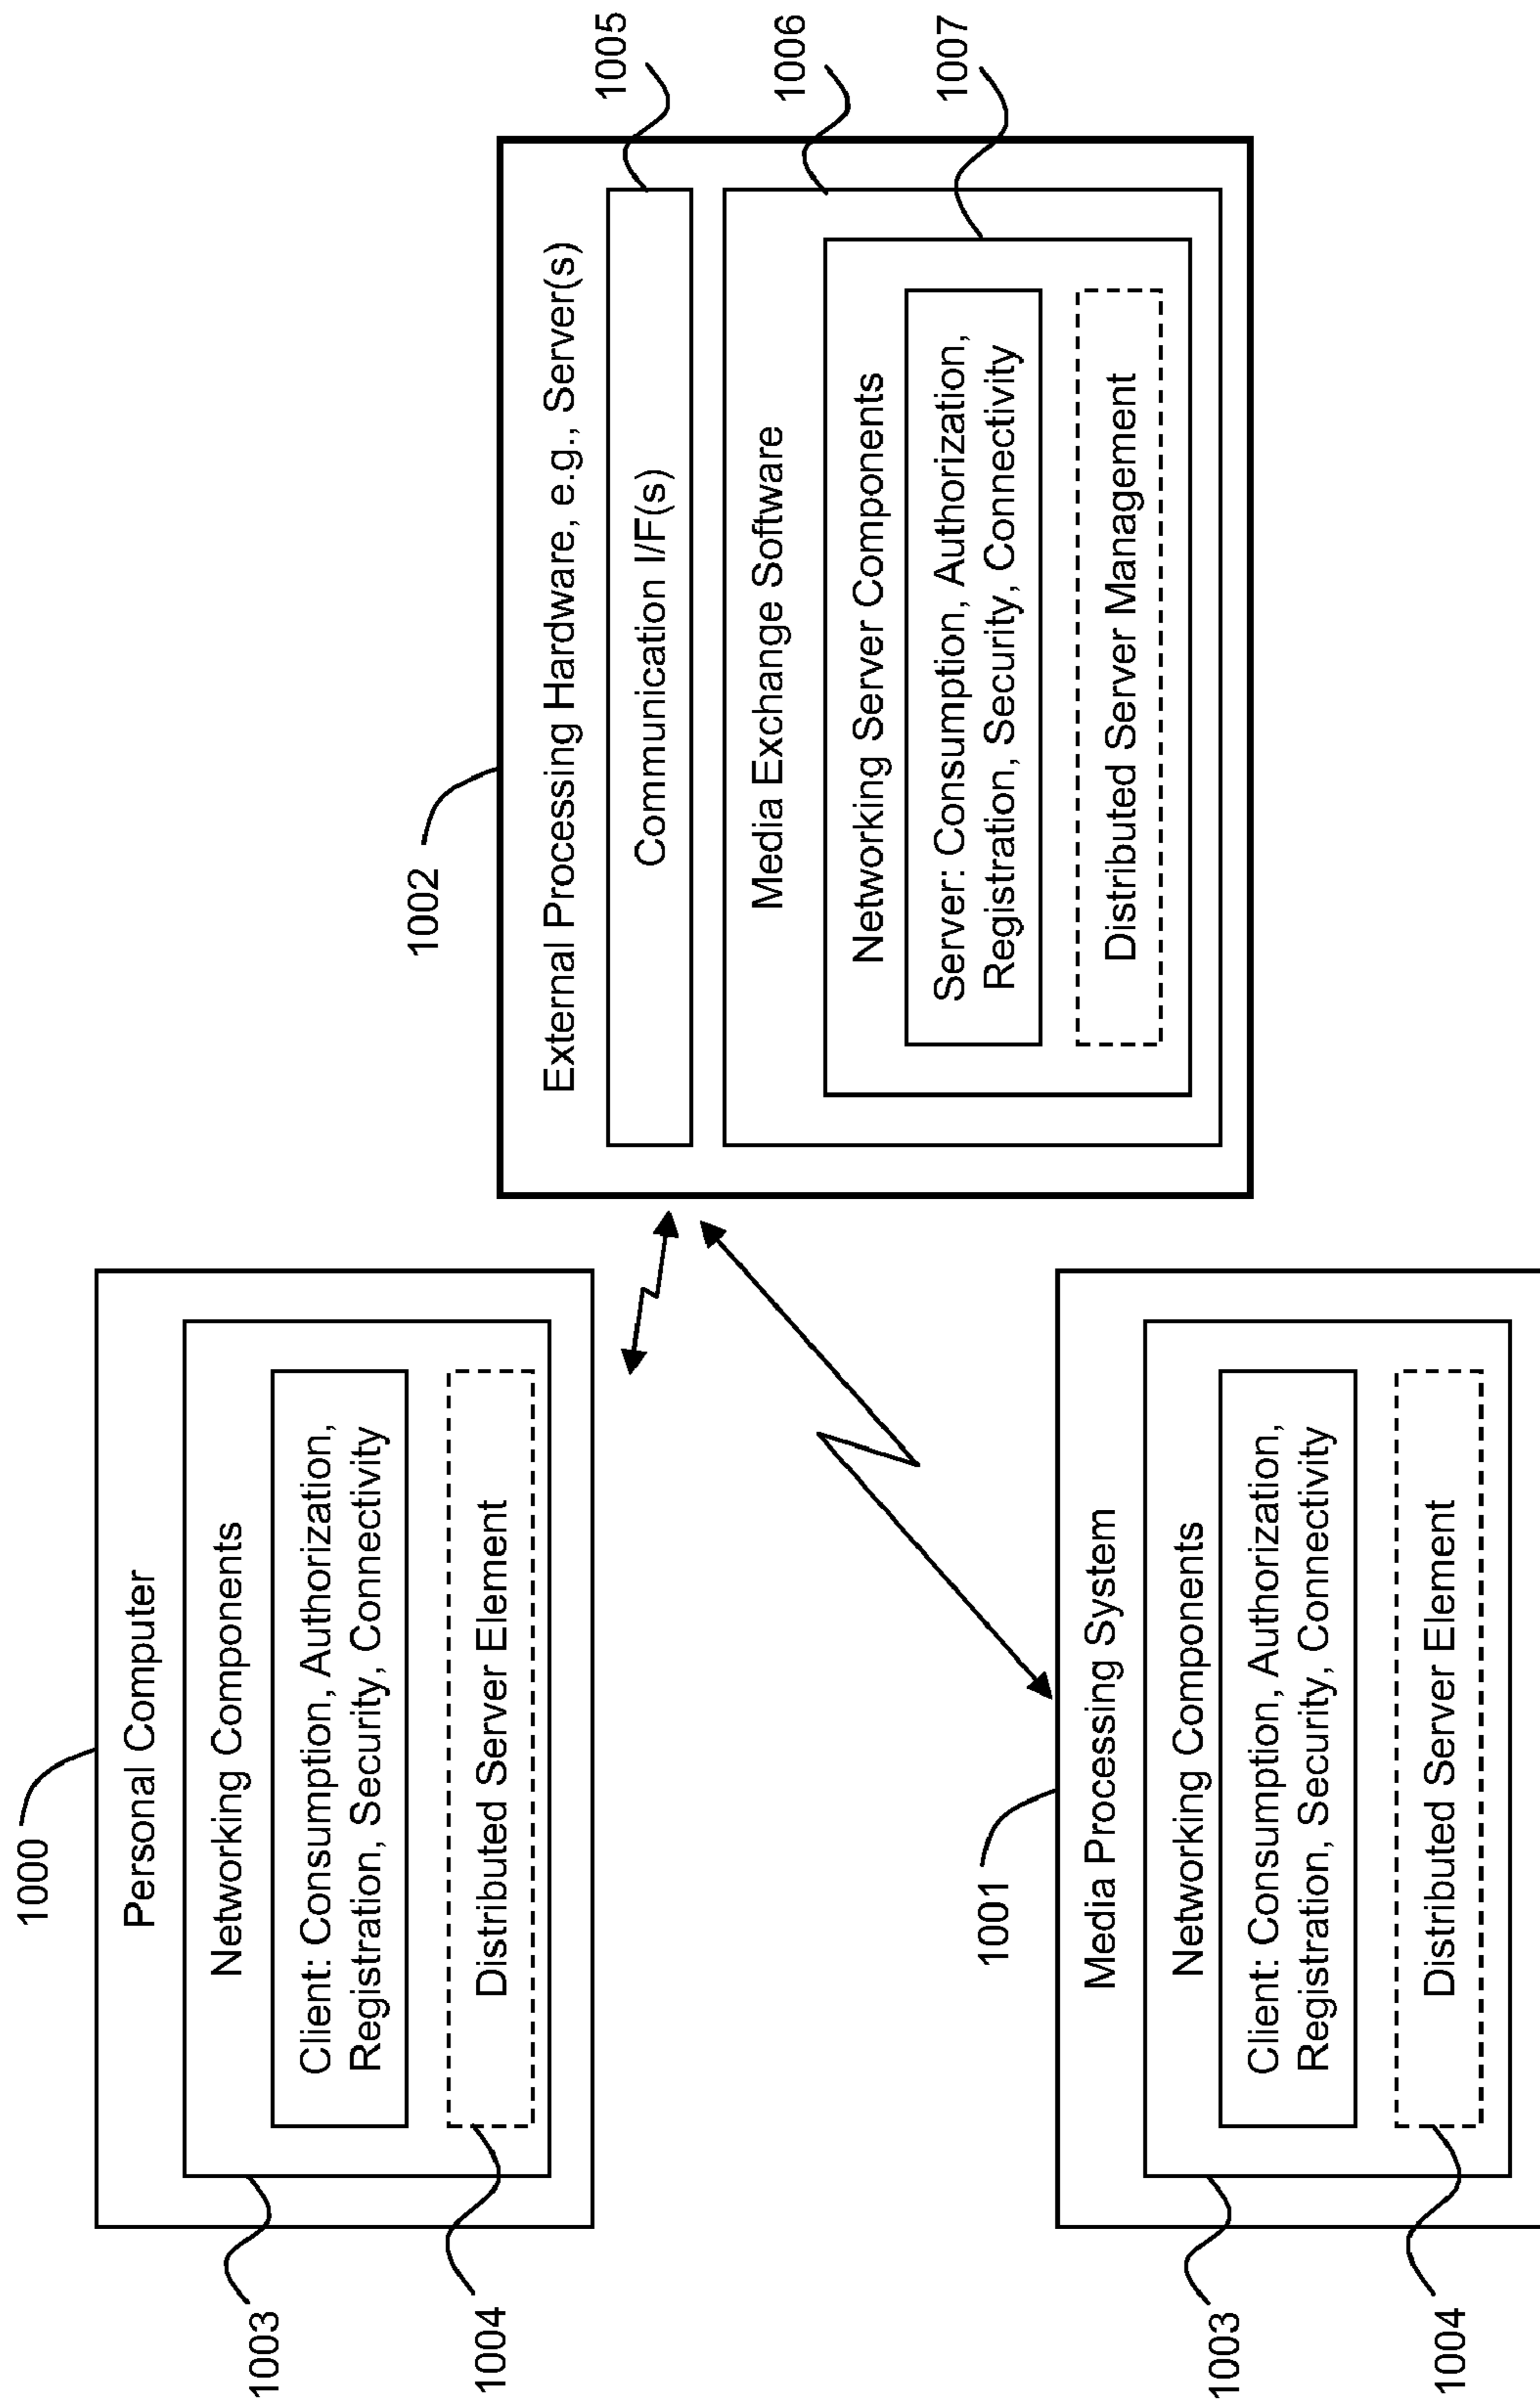 1000
Personal Computer
Networking Components
Client: Consumption, Authorization,
Registration, Security, Connectivity
Distributed Server Element
1003
1004
1002
External Processing Hardware, e.g., Server(s)
Communication I/F(s)
Media Exchange Software
Networking Server Components
Server: Consumption, Authorization,
Registration, Security, Connectivity
Distributed Server Management
1005
1006
1007
1001
Media Processing System
Networking Components
Client: Consumption, Authorization,
Registration, Security, Connectivity
Distributed Server Element
1003
1004